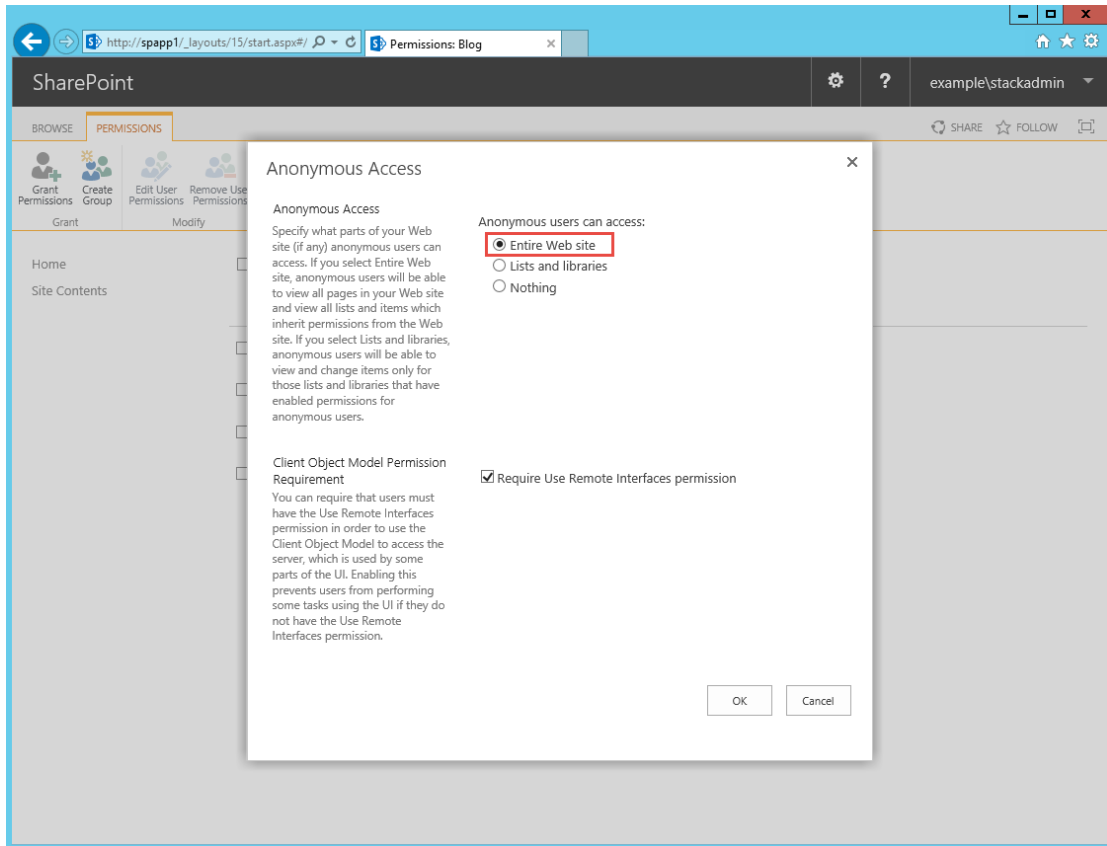 http://spapp1/_layouts/15/start.aspx#/
Permissions: Blog
SharePoint
example\stackadmin
BROWSE
PERMISSIONS
SHARE
FOLLOW
Grant
Permissions
Create
Group
Edit User
Permissions
Remove Use
Permissions
Grant
Modify
Home
Site Contents
Anonymous Access
Anonymous Access
Specify what parts of your Web
site (if any) anonymous users can
access. If you select Entire Web
site, anonymous users will be able
to view all pages in your Web site
and view all lists and items which
inherit permissions from the Web
site. If you select Lists and libraries,
anonymous users will be able to
view and change items only for
those lists and libraries that have
enabled permissions for
anonymous users.
Anonymous users can access:
Entire Web site
Lists and libraries
Nothing
Client Object Model Permission
Requirement
You can require that users must
have the Use Remote Interfaces
permission in order to use the
Client Object Model to access the
server, which is used by some
parts of the UI. Enabling this
prevents users from performing
some tasks using the UI if they do
not have the Use Remote
Interfaces permission.
Require Use Remote Interfaces permission
OK
Cancel